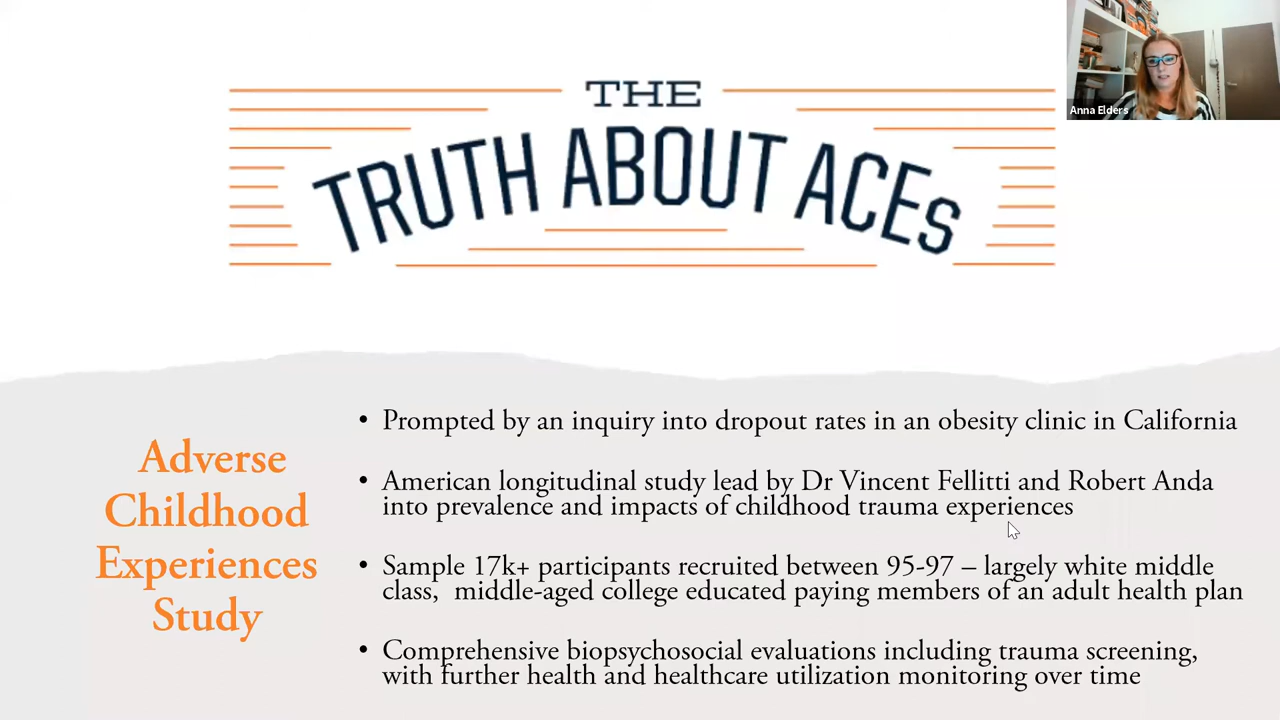 THE
TRUTH ABOUT ACEs
Anna Elders
Adverse
Childhood
Experiences
Study
• Prompted by an inquiry into dropout rates in an obesity clinic in California
• American longitudinal study lead by Dr Vincent Fellitti and Robert Anda
into prevalence and impacts of childhood trauma experiences
• Sample 17k+ participants recruited between 95-97 – largely white middle
class,  middle-aged college educated paying members of an adult health plan
• Comprehensive biopsychosocial evaluations including trauma screening,
with further health and healthcare utilization monitoring over time